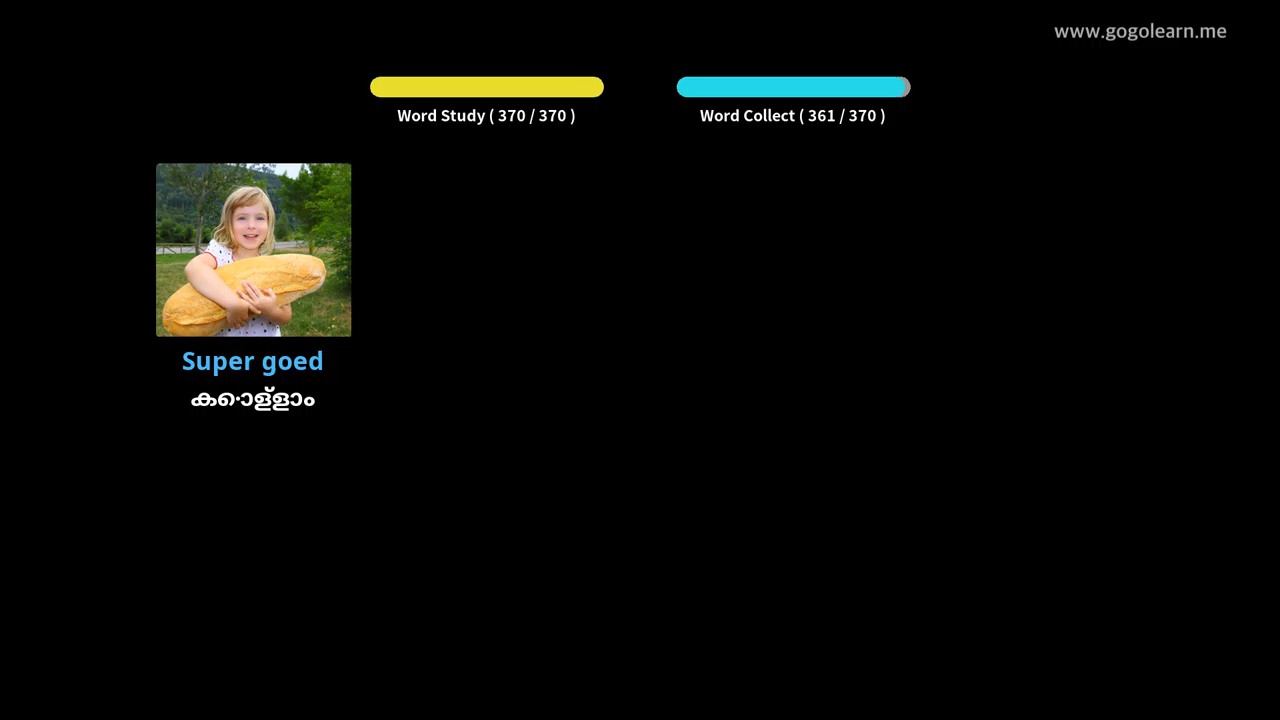 www.gogolearn.me
Word Study ( 370 / 370 )
Word Collect ( 361 / 370 )
Super goed
കൊള്ളാം